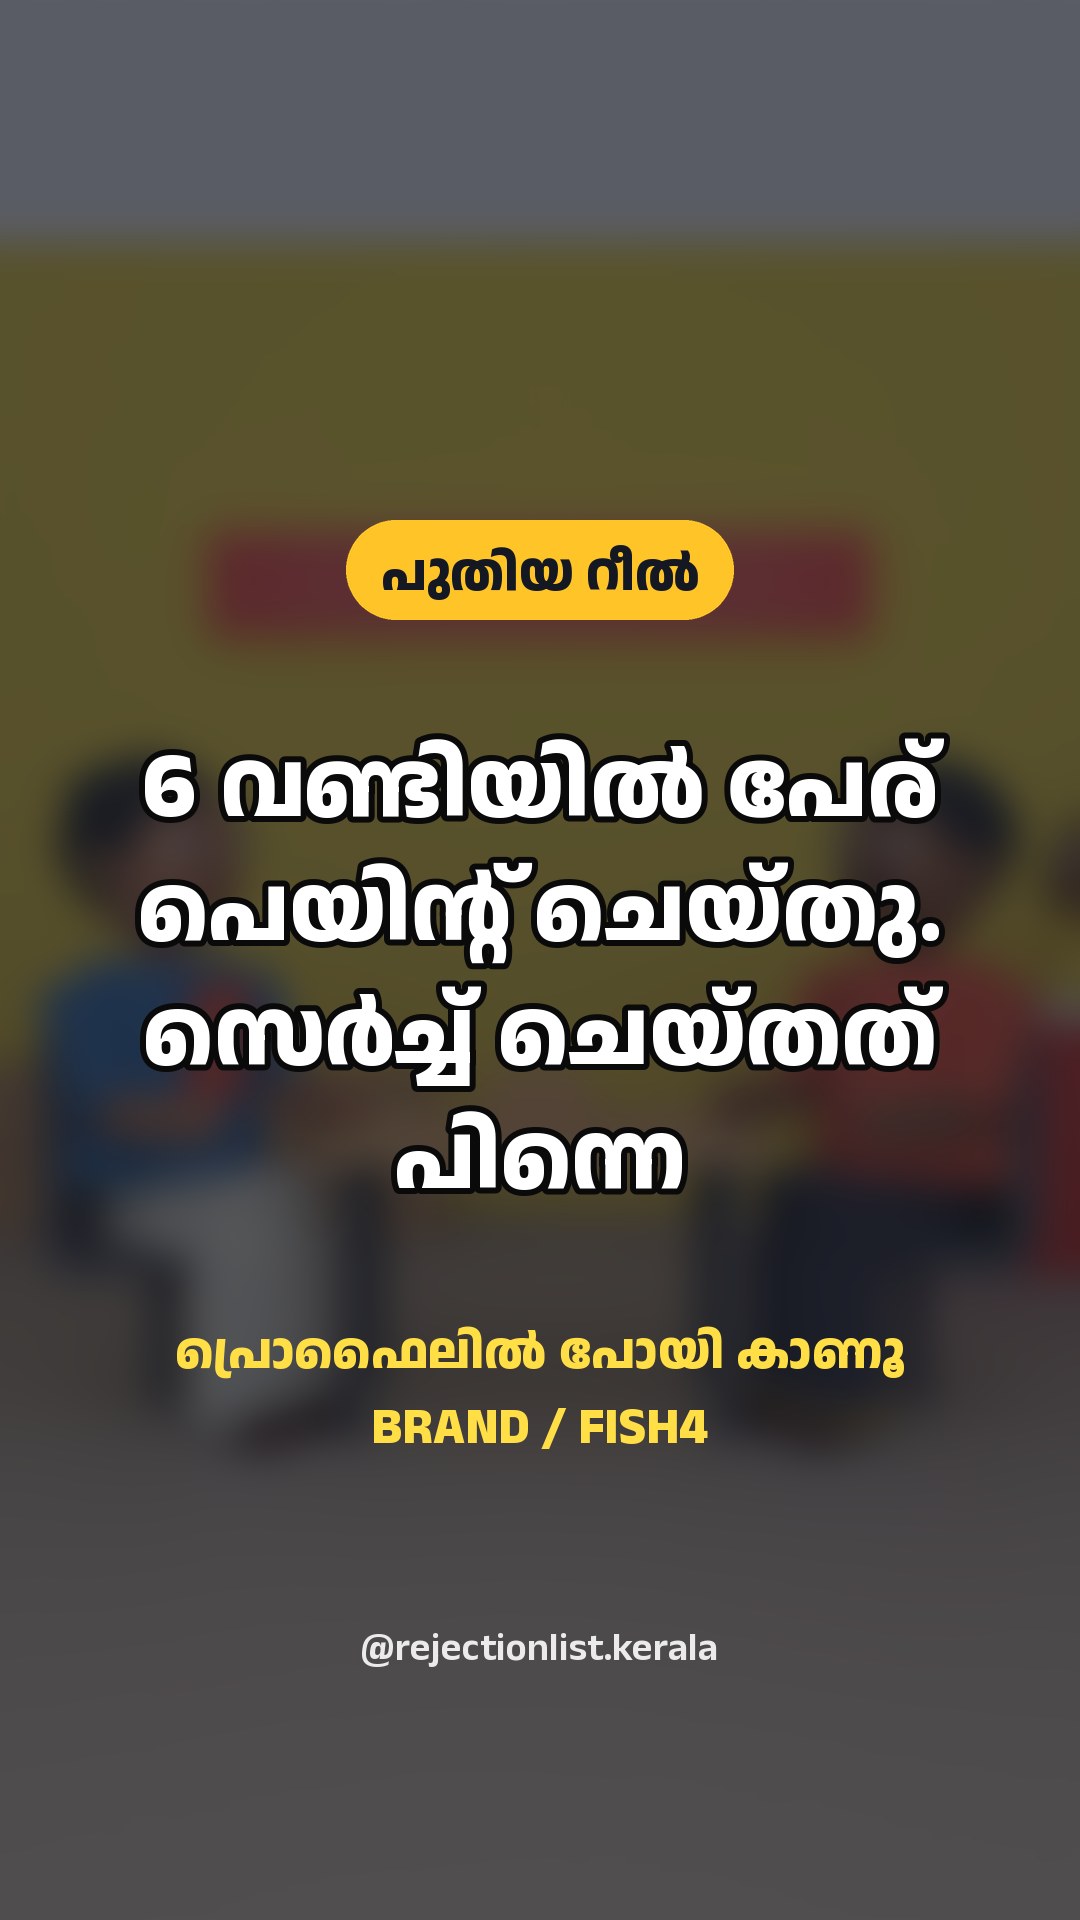 പുതിയ റീൽ
6 വണ്ടിയിൽ പേര്
പെയിന്റ് ചെയ്തു.
സെർച്ച് ചെയ്തത്
പിന്നെ
പ്രൊഫൈലിൽ പോയി കാണൂ
BRAND / FISH4
@rejectionlist.kerala